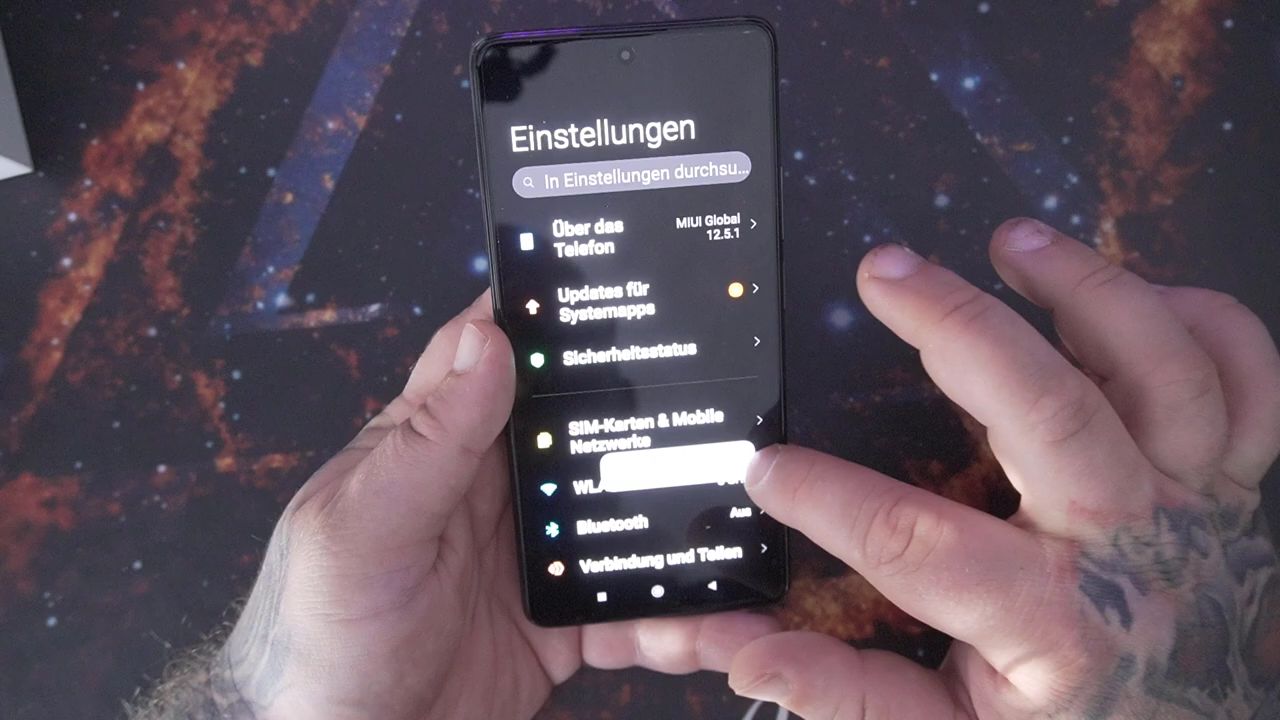 Einstellungen
In Einstellungen durchsu...
Über das
Telefon
MIUI Global
12.5.1
Updates für
Systemapps
Sicherheitsstatus
SIM-Karten & Mobile
Netzwerke
Bluetooth
Aus
Verbindung und Teilen